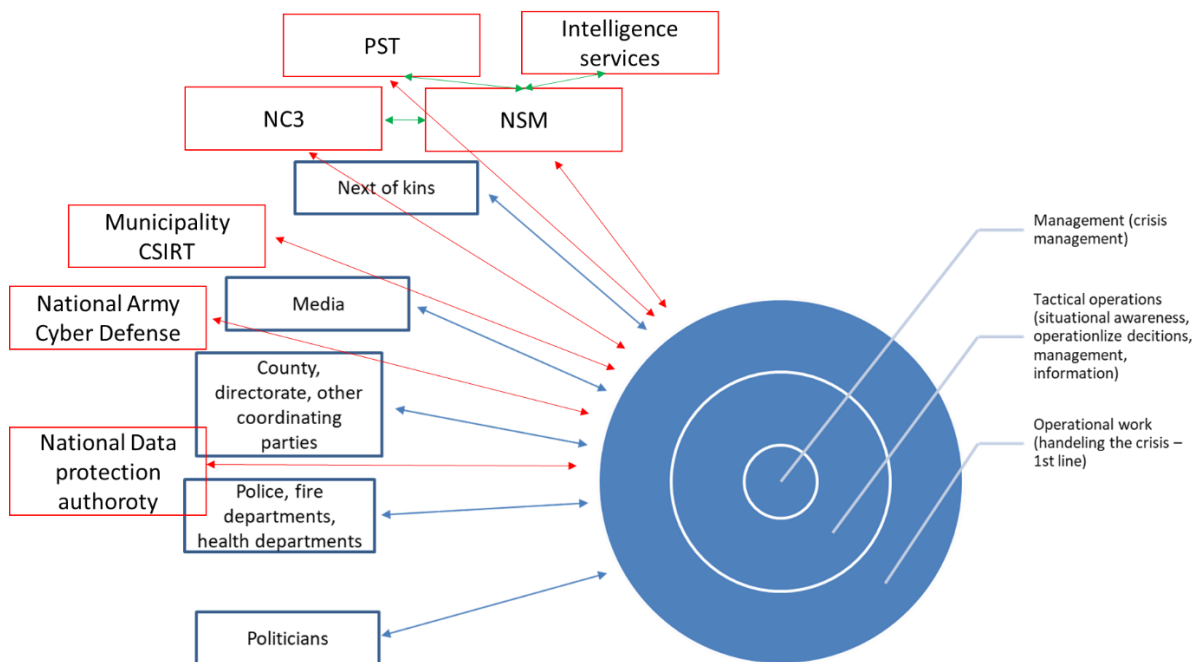 PST
Intelligence
services
NC3
NSM
Next of kins
Municipality
CSIRT
Media
National Army
Cyber Defense
County,
directorate, other
coordinating
parties
National Data
protection
authoroty
Police, fire
departments,
health departments
Politicians
Management (crisis
management)
Tactical operations
(situational awareness,
operationlize decitions,
management,
information)
Operational work
(handeling the crisis –
1st line)